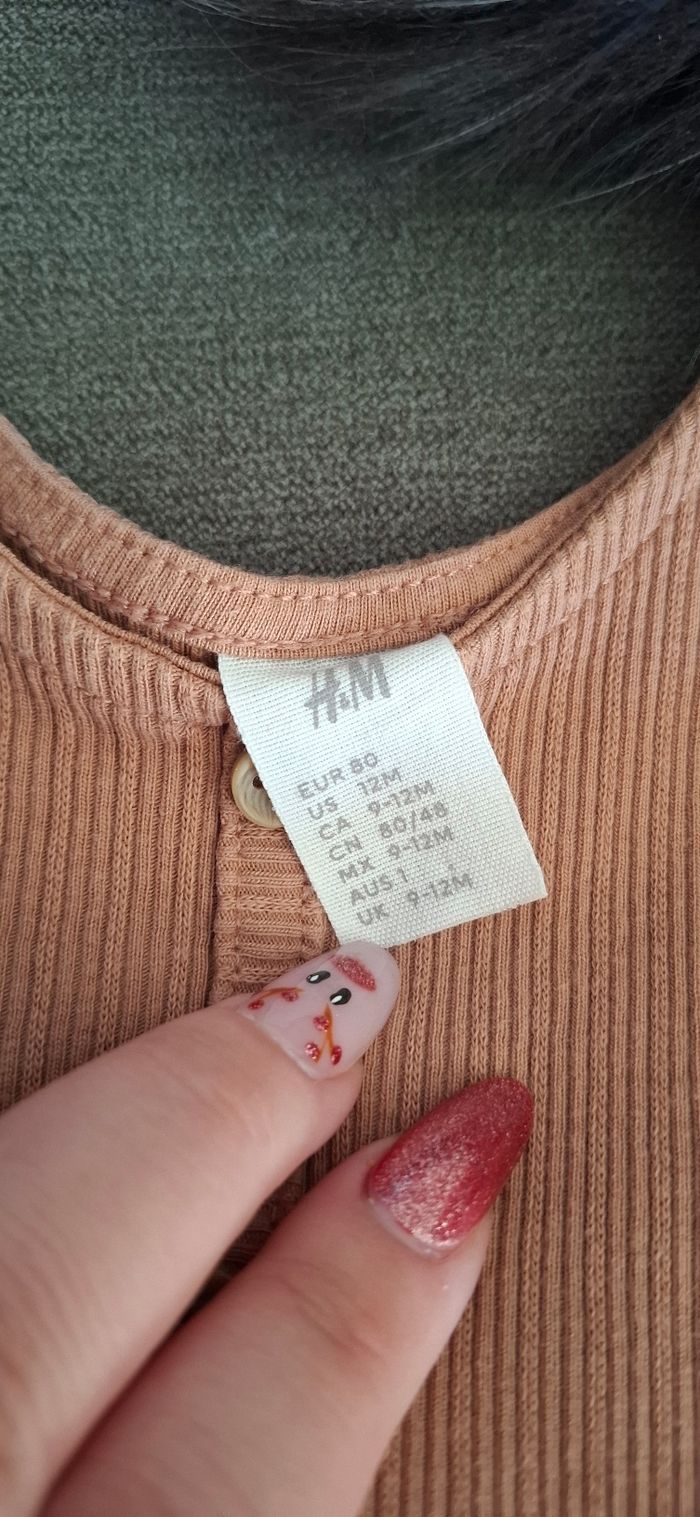 H&M
EUR 80
US 12M
CA 9-12M
CN 80/48
MX 9-12M
AUS 1
UK 9-12M